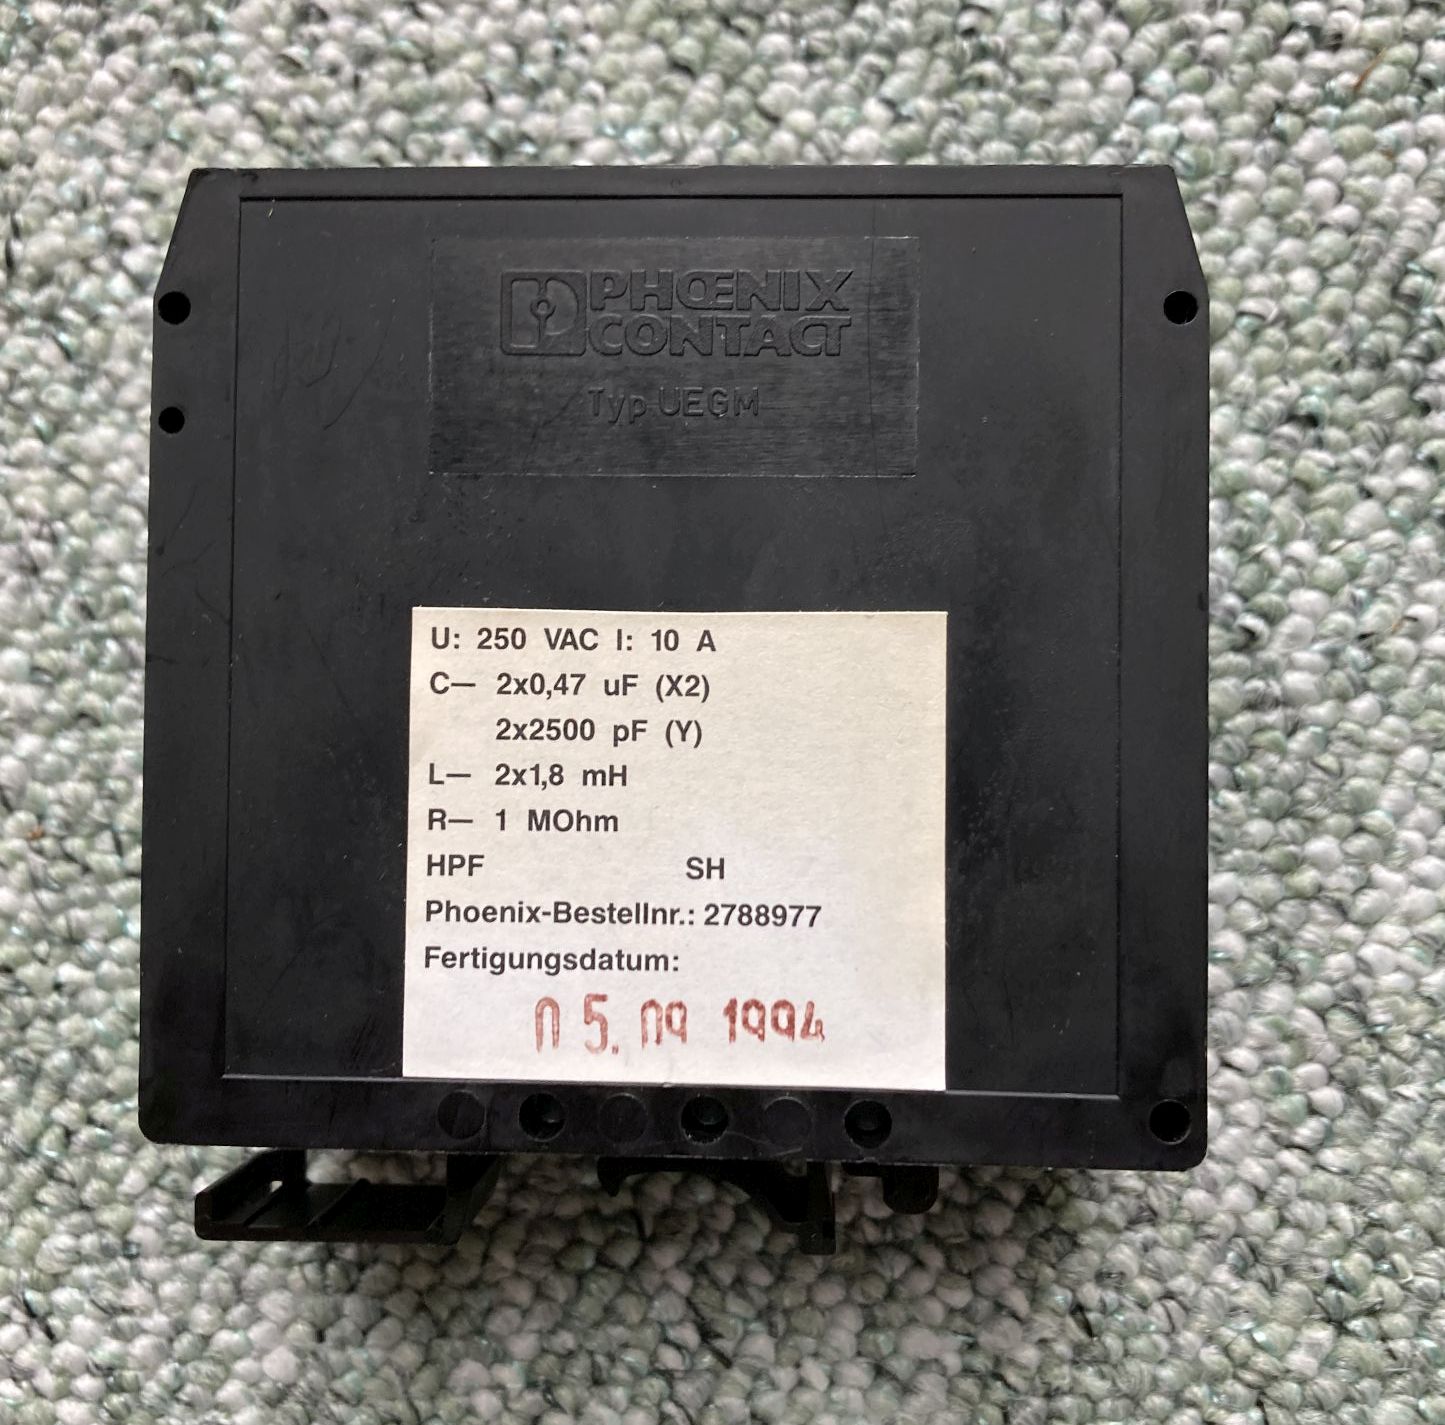 PHŒNIX
CONTACT
Typ UEGM
U: 250 VAC I: 10 A
C— 2x0,47 uF (X2)
2x2500 pF (Y)
L— 2x1,8 mH
R— 1 MOhm
HPF SH
Phoenix-Bestellnr.: 2788977
Fertigungsdatum:
05. 09 1994